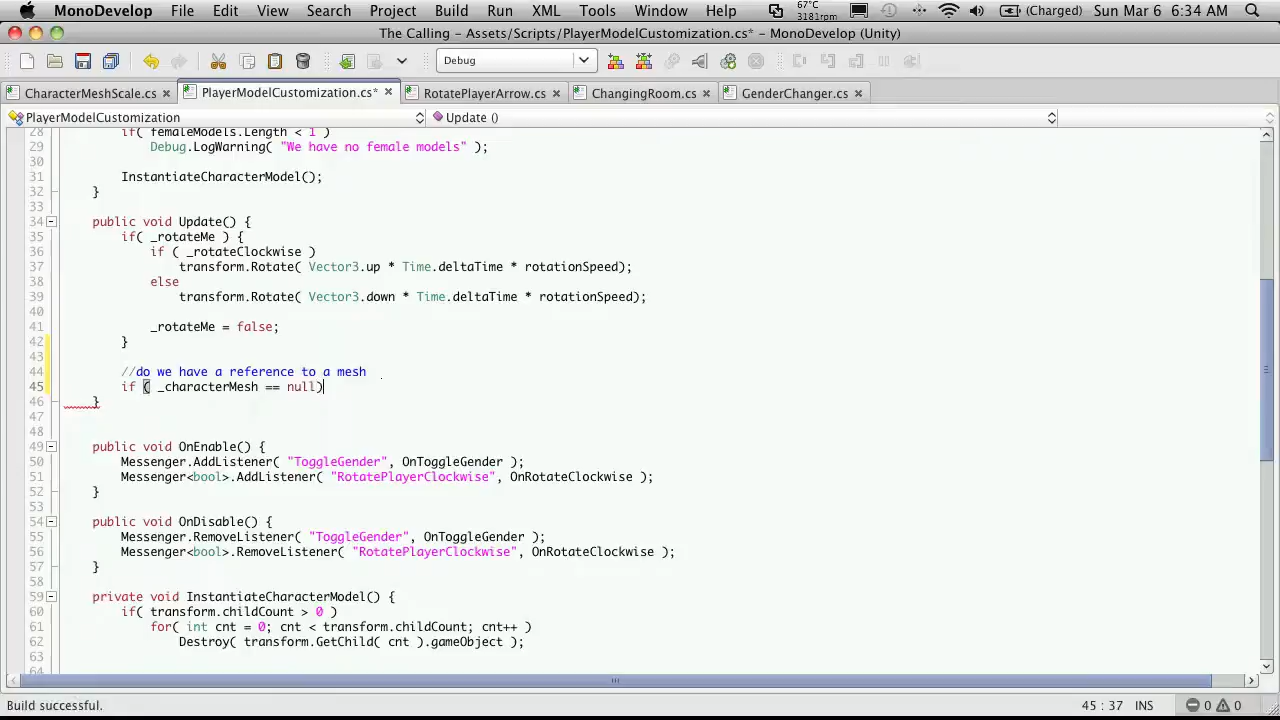 MonoDevelop File Edit View Search Project Build Run XML Tools Window Help 67°C 3181rpm (Charged) Sun Mar 6 6:34 AM
The Calling - Assets/Scripts/PlayerModelCustomization.cs* - MonoDevelop (Unity)
Debug
CharacterMeshScale.cs × PlayerModelCustomization.cs* × RotatePlayerArrow.cs × ChangingRoom.cs × GenderChanger.cs ×
PlayerModelCustomization Update ()
28 if( femaleModels.Length < 1 )
29 Debug.LogWarning( "We have no female models" );
30
31 InstantiateCharacterModel();
32 }
33
34 public void Update() {
35 if( _rotateMe ) {
36 if ( _rotateClockwise )
37 transform.Rotate( Vector3.up * Time.deltaTime * rotationSpeed);
38 else
39 transform.Rotate( Vector3.down * Time.deltaTime * rotationSpeed);
40
41 _rotateMe = false;
42 }
43
44 //do we have a reference to a mesh
45 if ( _characterMesh == null)
46 }
47
48
49 public void OnEnable() {
50 Messenger.AddListener( "ToggleGender", OnToggleGender );
51 Messenger<bool>.AddListener( "RotatePlayerClockwise", OnRotateClockwise );
52 }
53
54 public void OnDisable() {
55 Messenger.RemoveListener( "ToggleGender", OnToggleGender );
56 Messenger<bool>.RemoveListener( "RotatePlayerClockwise", OnRotateClockwise );
57 }
58
59 private void InstantiateCharacterModel() {
60 if( transform.childCount > 0 )
61 for( int cnt = 0; cnt < transform.childCount; cnt++ )
62 Destroy( transform.GetChild( cnt ).gameObject );
63
64
Build successful. 45 : 37 INS 0 0